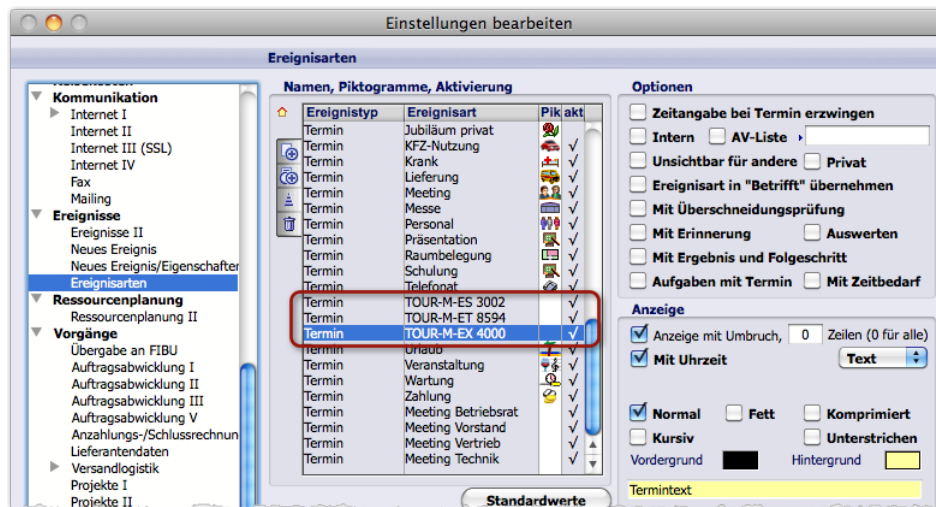 Einstellungen bearbeiten
Ereignisarten
Kommunikation
Internet I
Internet II
Internet III (SSL)
Internet IV
Fax
Mailing
Ereignisse
Ereignisse II
Neues Ereignis
Neues Ereignis/Eigenschafter
Ereignisarten
Ressourcenplanung
Ressourcenplanung II
Vorgänge
Übergabe an FIBU
Auftragsabwicklung I
Auftragsabwicklung II
Auftragsabwicklung III
Auftragsabwicklung V
Anzahlungs-/Schlussrechnun
Lieferantendaten
Versandlogistik
Projekte I
Projekte II
Namen, Piktogramme, Aktivierung
Ereignistyp Ereignisart Pik akt
Termin Jubiläum privat
Termin KFZ-Nutzung √
Termin Krank √
Termin Lieferung √
Termin Meeting √
Termin Messe √
Termin Personal √
Termin Präsentation √
Termin Raumbelegung √
Termin Schulung √
Termin Telefonat √
Termin TOUR-M-ES 3002 √
Termin TOUR-M-ET 8594 √
Termin TOUR-M-EX 4000 √
Termin Urlaub √
Termin Veranstaltung √
Termin Wartung √
Termin Zahlung √
Termin Meeting Betriebsrat √
Termin Meeting Vorstand √
Termin Meeting Vertrieb √
Termin Meeting Technik √
Standardwerte
Optionen
Zeitangabe bei Termin erzwingen
Intern AV-Liste
Unsichtbar für andere Privat
Ereignisart in "Betrifft" übernehmen
Mit Überschneidungsprüfung
Mit Erinnerung Auswerten
Mit Ergebnis und Folgeschritt
Aufgaben mit Termin Mit Zeitbedarf
Anzeige
Anzeige mit Umbruch, 0 Zeilen (0 für alle)
Mit Uhrzeit Text
Normal Fett Komprimiert
Kursiv Unterstrichen
Vordergrund Hintergrund
Termintext